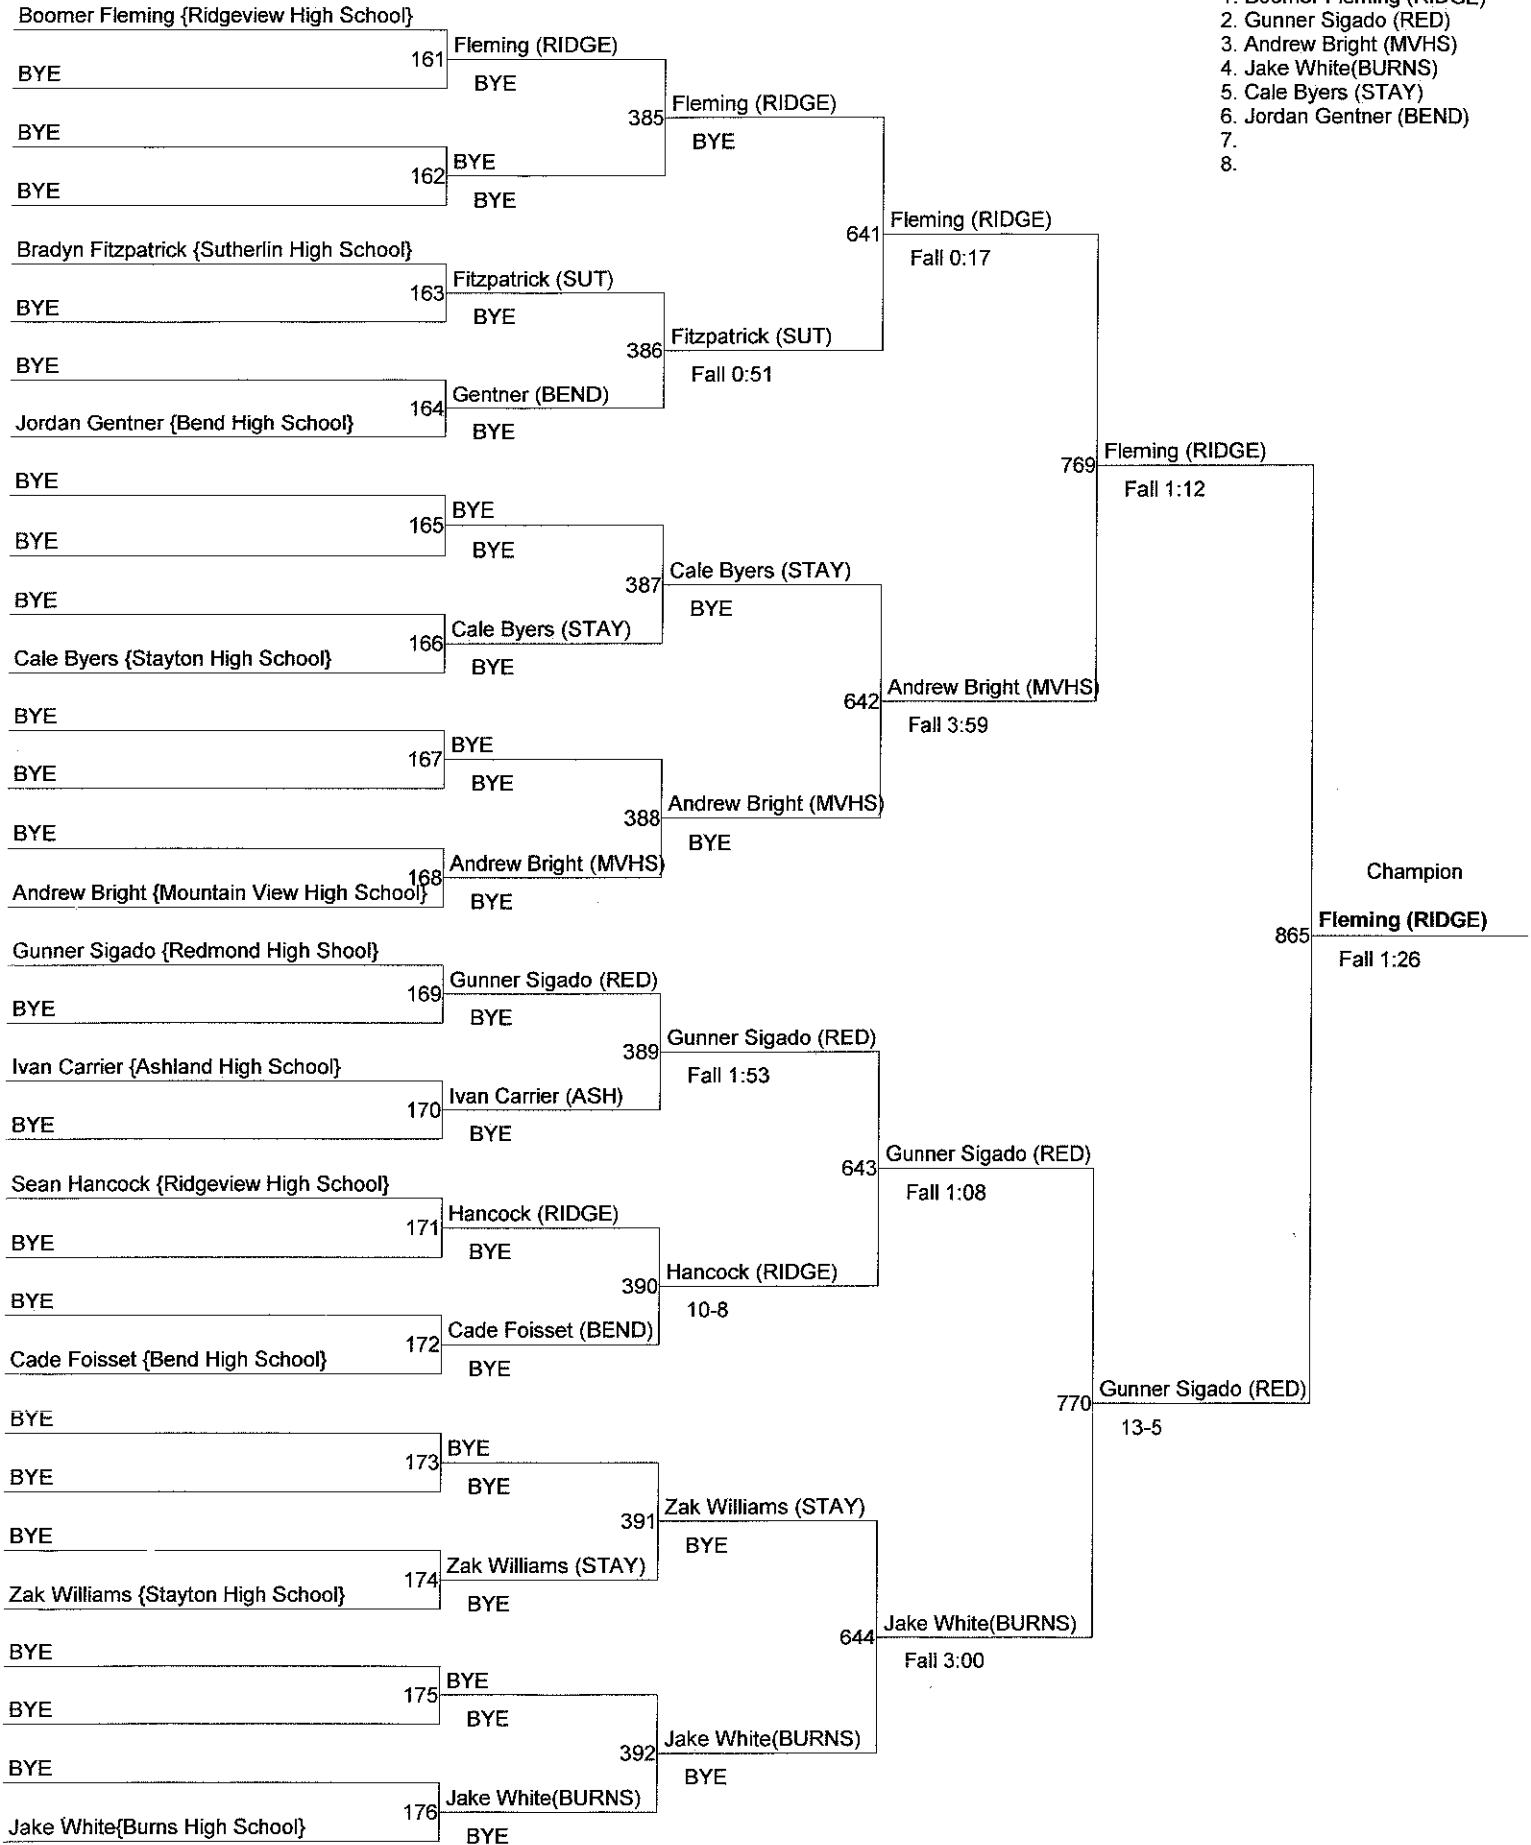 Boomer Fleming {Ridgeview High School}
161
Fleming (RIDGE)
BYE
BYE
385
Fleming (RIDGE)
BYE
BYE
162
BYE
BYE
BYE
641
Fleming (RIDGE)
Fall 0:17
Bradyn Fitzpatrick {Sutherlin High School}
163
Fitzpatrick (SUT)
BYE
BYE
386
Fitzpatrick (SUT)
Fall 0:51
BYE
164
Gentner (BEND)
Jordan Gentner {Bend High School}
BYE
769
Fleming (RIDGE)
Fall 1:12
BYE
165
BYE
BYE
BYE
387
Cale Byers (STAY)
BYE
BYE
166
Cale Byers (STAY)
Cale Byers {Stayton High School}
BYE
642
Andrew Bright (MVHS)
Fall 3:59
BYE
167
BYE
BYE
BYE
388
Andrew Bright (MVHS)
BYE
BYE
168
Andrew Bright (MVHS)
Andrew Bright {Mountain View High School}
BYE
Champion
865
Fleming (RIDGE)
Fall 1:26
Gunner Sigado {Redmond High Shool}
169
Gunner Sigado (RED)
BYE
BYE
389
Gunner Sigado (RED)
Fall 1:53
Ivan Carrier {Ashland High School}
170
Ivan Carrier (ASH)
BYE
BYE
643
Gunner Sigado (RED)
Fall 1:08
Sean Hancock {Ridgeview High School}
171
Hancock (RIDGE)
BYE
BYE
390
Hancock (RIDGE)
10-8
BYE
172
Cade Foisset (BEND)
Cade Foisset {Bend High School}
BYE
770
Gunner Sigado (RED)
13-5
BYE
173
BYE
BYE
BYE
391
Zak Williams (STAY)
BYE
BYE
174
Zak Williams (STAY)
Zak Williams {Stayton High School}
BYE
644
Jake White(BURNS)
Fall 3:00
BYE
175
BYE
BYE
BYE
392
Jake White(BURNS)
BYE
BYE
176
Jake White(BURNS)
Jake White{Burns High School}
BYE
1. Boomer Fleming (RIDGE)
2. Gunner Sigado (RED)
3. Andrew Bright (MVHS)
4. Jake White(BURNS)
5. Cale Byers (STAY)
6. Jordan Gentner (BEND)
7.
8.